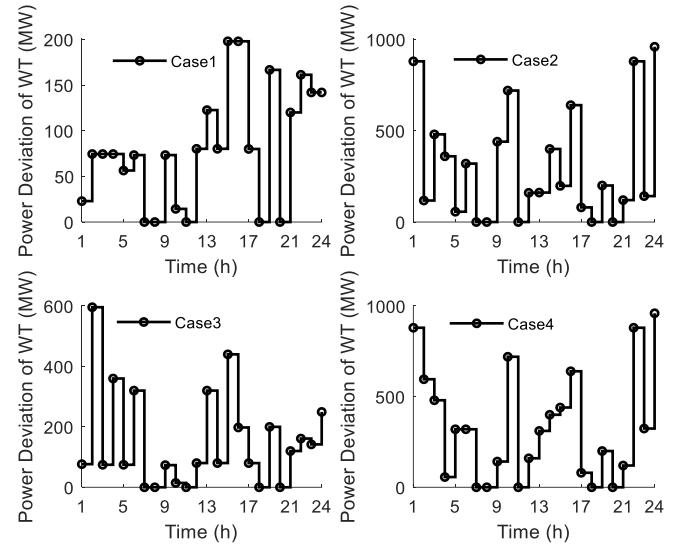 Power Deviation of WT (MW)
200
150
100
50
0
Case1
1 5 9 13 17 21 24
Time (h)
Power Deviation of WT (MW)
1000
500
0
Case2
1 5 9 13 17 21 24
Time (h)
Power Deviation of WT (MW)
600
400
200
0
Case3
1 5 9 13 17 21 24
Time (h)
Power Deviation of WT (MW)
1000
500
0
Case4
1 5 9 13 17 21 24
Time (h)